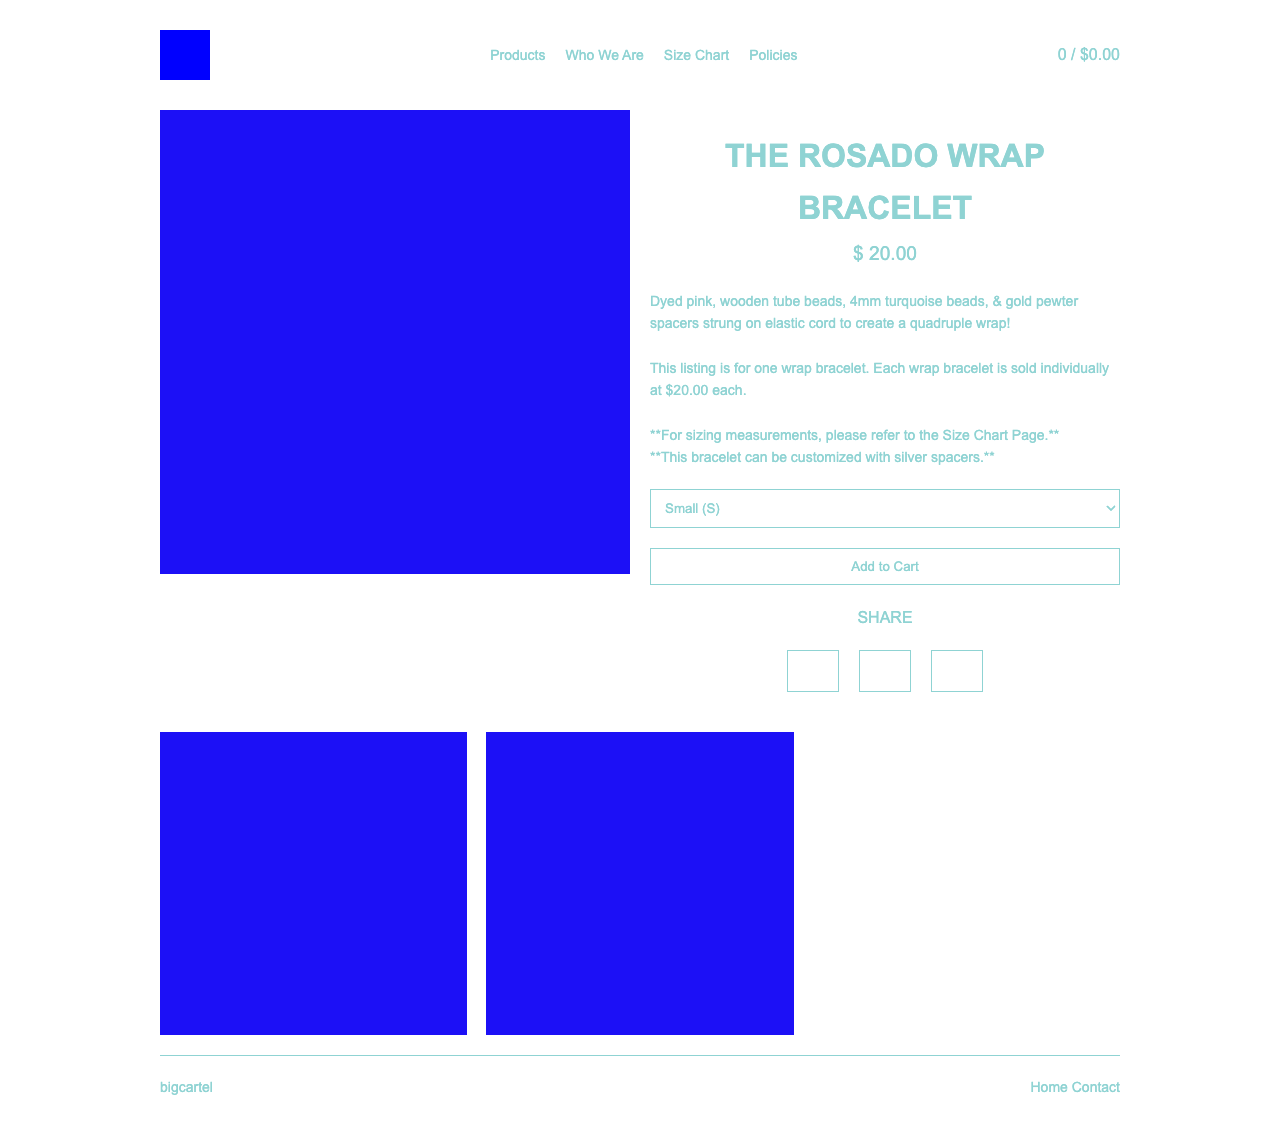 Products Who We Are Size Chart Policies 0 / $0.00
THE ROSADO WRAP
BRACELET
$ 20.00
Dyed pink, wooden tube beads, 4mm turquoise beads, & gold pewter
spacers strung on elastic cord to create a quadruple wrap!
This listing is for one wrap bracelet. Each wrap bracelet is sold individually
at $20.00 each.
**For sizing measurements, please refer to the Size Chart Page.**
**This bracelet can be customized with silver spacers.**
Small (S)
Add to Cart
SHARE
bigcartel Home Contact